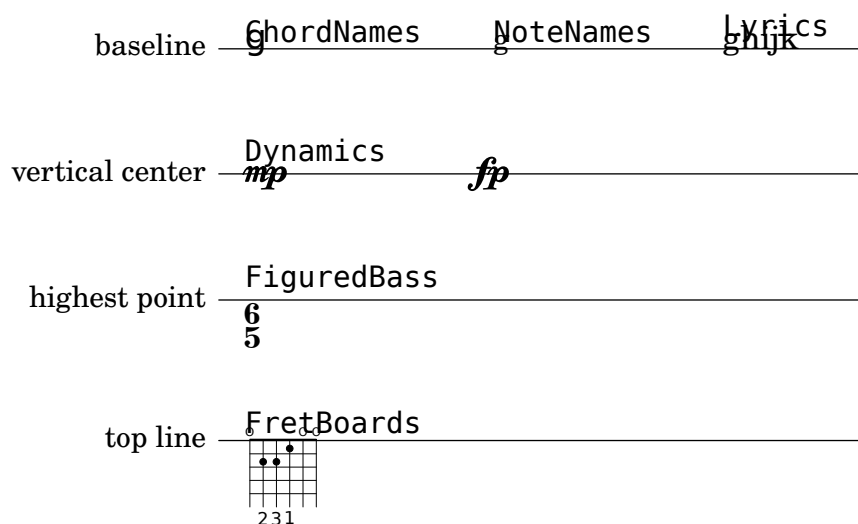 ChordNames NoteNames Lyrics
baseline g g ghijk
Dynamics
vertical center mp fp
FiguredBass
highest point
6
5
FretBoards
top line
o o o
231